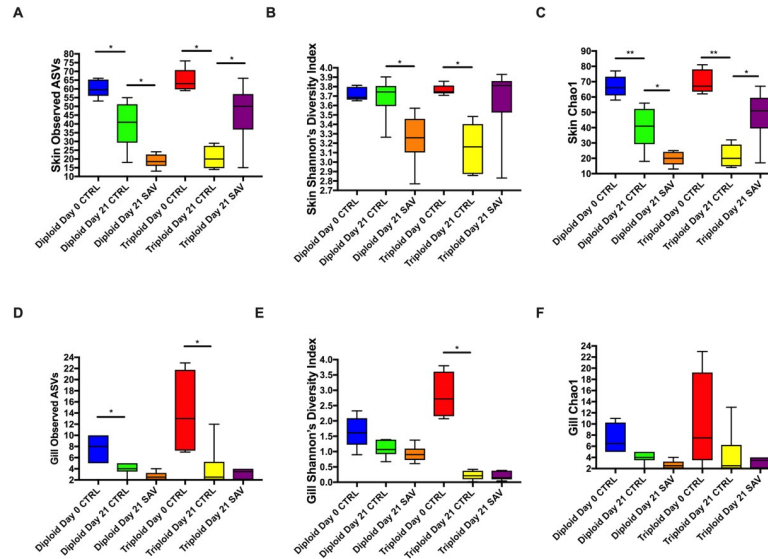 A
B
C
Skin Observed ASVs
80
75
70
65
60
55
50
45
40
35
30
25
20
15
10
* * * *
Diploid Day 0 CTRL
Diploid Day 21 CTRL
Diploid Day 21 SAV
Triploid Day 0 CTRL
Triploid Day 21 CTRL
Triploid Day 21 SAV
Skin Shannon's Diversity Index
4.0
3.9
3.8
3.7
3.6
3.5
3.4
3.3
3.2
3.1
3.0
2.9
2.8
2.7
* *
Diploid Day 0 CTRL
Diploid Day 21 CTRL
Diploid Day 21 SAV
Triploid Day 0 CTRL
Triploid Day 21 CTRL
Triploid Day 21 SAV
Skin Chao1
90
70
50
30
10
** * ** *
Diploid Day 0 CTRL
Diploid Day 21 CTRL
Diploid Day 21 SAV
Triploid Day 0 CTRL
Triploid Day 21 CTRL
Triploid Day 21 SAV
D
E
F
Gill Observed ASVs
24
22
20
18
16
14
12
10
8
6
4
2
* *
Diploid Day 0 CTRL
Diploid Day 21 CTRL
Diploid Day 21 SAV
Triploid Day 0 CTRL
Triploid Day 21 CTRL
Triploid Day 21 SAV
Gill Shannon's Diversity Index
4.0
3.5
3.0
2.5
2.0
1.5
1.0
0.5
0.0
*
Diploid Day 0 CTRL
Diploid Day 21 CTRL
Diploid Day 21 SAV
Triploid Day 0 CTRL
Triploid Day 21 CTRL
Triploid Day 21 SAV
Gill Chao1
24
22
20
18
16
14
12
10
8
6
4
2
Diploid Day 0 CTRL
Diploid Day 21 CTRL
Diploid Day 21 SAV
Triploid Day 0 CTRL
Triploid Day 21 CTRL
Triploid Day 21 SAV